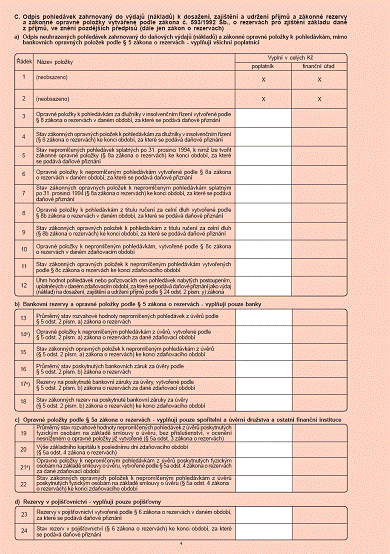 C. Odpis pohledávek zahrnovaný do výdajů (nákladů) k dosažení, zajištění a udržení příjmů a zákonné rezervy
a zákonné opravné položky vytvářené podle zákona č. 593/1992 Sb., o rezervách pro zjištění základu daně
z příjmů, ve znění pozdějších předpisů (dále jen zákon o rezervách)
a) Odpis neuhrazených pohledávek zahrnovaný do daňových výdajů (nákladů) a zákonné opravné položky k pohledávkám, mimo
bankovních opravných položek podle § 5 zákona o rezervách - vyplňují všichni poplatníci
Řádek Název položky Vyplní v celých Kč
poplatník finanční úřad
1 (neobsazeno) X X
2 (neobsazeno) X X
3 Opravné položky k pohledávkám za dlužníky v insolvenčním řízení vytvořené podle
§ 8 zákona o rezervách v daném období, za které se podává daňové přiznání
4 Stav zákonných opravných položek k pohledávkám za dlužníky v insolvenčním řízení
(§ 8 zákona o rezervách) ke konci období, za které se podává daňové přiznání
5 Stav nepromlčených pohledávek splatných po 31. prosinci 1994, k nimž lze tvořit
zákonné opravné položky (§ 8a zákona o rezervách) ke konci období, za které
se podává daňové přiznání
6 Opravné položky k nepromlčeným pohledávkám vytvořené podle § 8a zákona
o rezervách v daném období, za které se podává daňové přiznání
7 Stav zákonných opravných položek k nepromlčeným pohledávkám splatným
po 31. prosinci 1994 (§ 8a zákona o rezervách) ke konci období, za které se podává
daňové přiznání
8 Opravné položky k pohledávkám z titulu ručení za celní dluh vytvořené podle
§ 8b zákona o rezervách v daném období, za které se podává daňové přiznání
9 Stav zákonných opravných položek k pohledávkám z titulu ručení za celní dluh
(§ 8b zákona o rezervách) ke konci období, za které se podává daňové přiznání
10 Opravné položky k nepromlčeným pohledávkám, vytvořené podle § 8c zákona
o rezervách v daném období, za které se podává daňové přiznání
11 Stav zákonných opravných položek k nepromlčeným pohledávkám vytvořených
podle § 8c zákona o rezervách ke konci zdaňovacího období
12 Úhrn hodnot pohledávek nebo pořizovacích cen pohledávek nabytých postoupením,
uplatněných v daném zdaňovacím období, za které se podává daňové přiznání jako výdaj
(náklad) na dosažení, zajištění a udržení příjmů podle § 24 odst. 2 písm. y) zákona
b) Bankovní rezervy a opravné položky podle § 5 zákona o rezervách - vyplňují pouze banky
13 Průměrný stav rozvahové hodnoty nepromlčených pohledávek z úvěrů podle
§ 5 odst. 2 písm. a) zákona o rezervách
14 Opravné položky k nepromlčeným pohledávkám z úvěrů, vytvořené podle
§ 5 odst. 2 písm. a) zákona o rezervách za dané zdaňovací období
15 Stav zákonných opravných položek k nepromlčeným pohledávkám z úvěrů
(§ 5 odst. 2 písm. a) zákona o rezervách) ke konci zdaňovacího období
16 Průměrný stav poskytnutých bankovních záruk za úvěry podle
§ 5 odst. 2 písm. b) zákona o rezervách
17 Rezervy na poskytnuté bankovní záruky za úvěry, vytvořené podle
§ 5 odst. 2 písm. b) zákona o rezervách za dané zdaňovací období
18 Stav zákonných rezerv na poskytnuté bankovní záruky za úvěry
(§ 5 odst. 2 písm. b) zákona o rezervách) ke konci zdaňovacího období
c) Opravné položky podle § 5a zákona o rezervách - vyplňují pouze spořitelní a úvěrní družstva a ostatní finanční instituce
19 Průměrný stav rozvahové hodnoty nepromlčených pohledávek z úvěrů poskytnutých
fyzickým osobám na základě smlouvy o úvěru, bez příslušenství, v ocenění
nesníženém o opravné položky již vytvořené (§ 5a odst. 3 zákona o rezervách)
20 Výše základního kapitálu k poslednímu dni zdaňovacího období
(§ 5a odst. 4 zákona o rezervách)
21 Opravné položky k nepromlčeným pohledávkám z úvěrů poskytnutých fyzickým
osobám na základě smlouvy o úvěru, vytvořené podle § 5a odst. 4 zákona o rezervách
za dané zdaňovací období
22 Stav zákonných opravných položek k nepromlčeným pohledávkám z úvěrů
poskytnutých fyzickým osobám na základě smlouvy o úvěru (§ 5a odst. 4 zákona
o rezervách) ke konci zdaňovacího období
d) Rezervy v pojišťovnictví - vyplňují pouze pojišťovny
23 Rezervy v pojišťovnictví vytvořené podle § 6 zákona o rezervách v daném období,
za které se podává daňové přiznání
24 Stav rezerv v pojišťovnictví (§ 6 zákona o rezervách) ke konci období, za které se
podává daňové přiznání
4